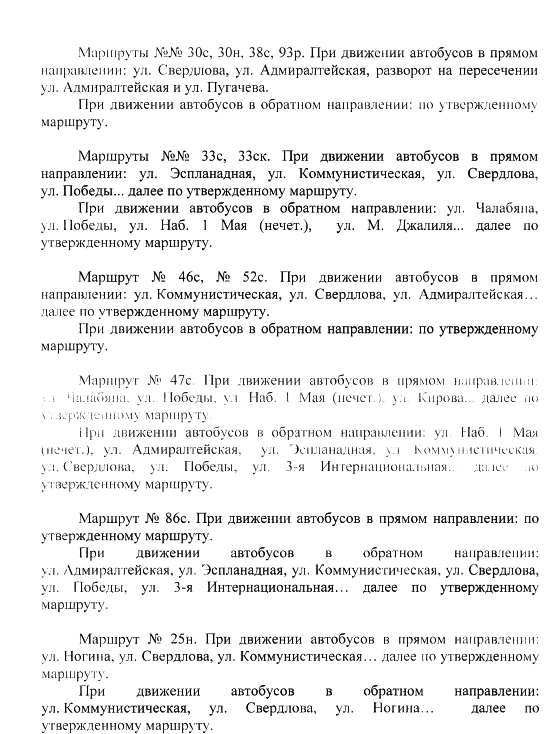 Маршруты №№ 30с, 30н, 38с, 93р. При движении автобусов в прямом
направлении: ул. Свердлова, ул. Адмиралтейская, разворот на пересечении
ул. Адмиралтейская и ул. Пугачева.
При движении автобусов в обратном направлении: по утвержденному
маршруту.
Маршруты №№ 33с, 33ск. При движении автобусов в прямом
направлении: ул. Эспланадная, ул. Коммунистическая, ул. Свердлова,
ул. Победы... далее по утвержденному маршруту.
При движении автобусов в обратном направлении: ул. Чалабяна,
ул. Победы, ул. Наб. 1 Мая (нечет.), ул. М. Джалиля... далее по
утвержденному маршруту.
Маршрут № 46с, № 52с. При движении автобусов в прямом
направлении: ул. Коммунистическая, ул. Свердлова, ул. Адмиралтейская…
далее по утвержденному маршруту.
При движении автобусов в обратном направлении: по утвержденному
маршруту.
Маршрут № 47с. При движении автобусов в прямом направлении:
ул. Чалабяна, ул. Победы, ул. Наб. 1 Мая (нечет.), ул. Кирова... далее по
утвержденному маршруту.
При движении автобусов в обратном направлении: ул. Наб. 1 Мая
(нечет.), ул. Адмиралтейская, ул. Эспланадная, ул. Коммунистическая,
ул. Свердлова, ул. Победы, ул. 3-я Интернациональная... далее по
утвержденному маршруту.
Маршрут № 86с. При движении автобусов в прямом направлении: по
утвержденному маршруту.
При движении автобусов в обратном направлении:
ул. Адмиралтейская, ул. Эспланадная, ул. Коммунистическая, ул. Свердлова,
ул. Победы, ул. 3-я Интернациональная… далее по утвержденному
маршруту.
Маршрут № 25н. При движении автобусов в прямом направлении:
ул. Ногина, ул. Свердлова, ул. Коммунистическая… далее по утвержденному
маршруту.
При движении автобусов в обратном направлении:
ул. Коммунистическая, ул. Свердлова, ул. Ногина… далее по
утвержденному маршруту.